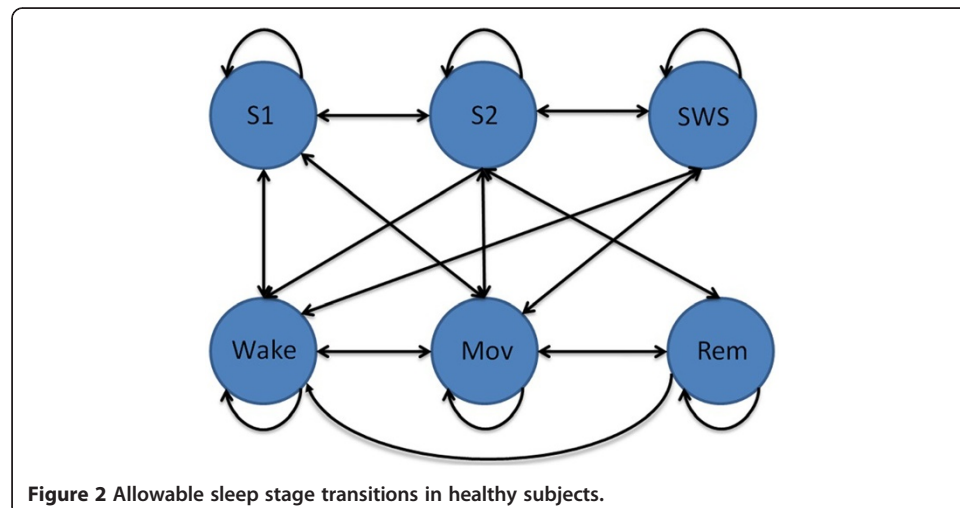 S1
S2
SWS
Wake
Mov
Rem
Figure 2 Allowable sleep stage transitions in healthy subjects.